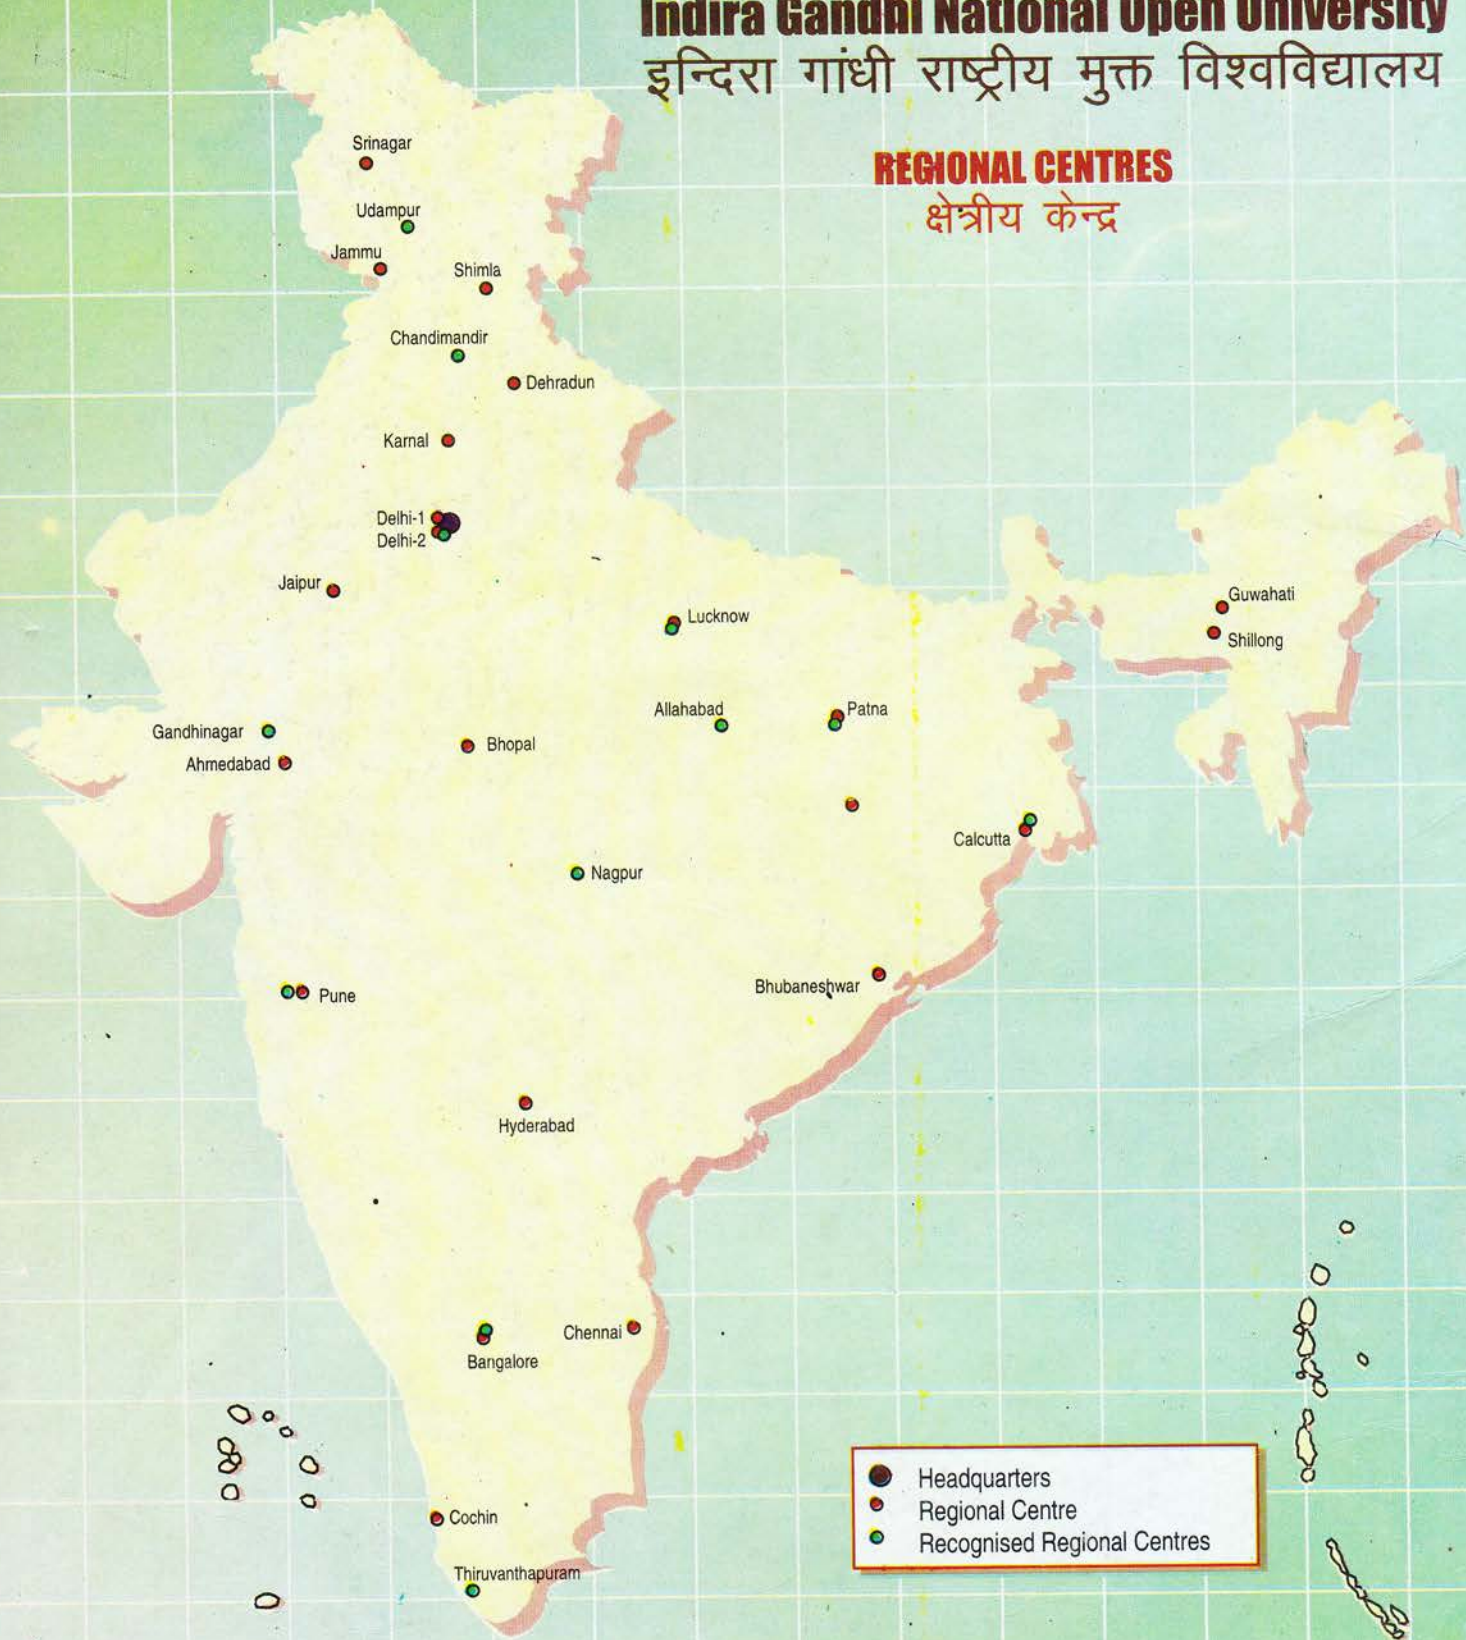 Indira Gandhi National Open University
इन्दिरा गांधी राष्ट्रीय मुक्त विश्वविद्यालय
REGIONAL CENTRES
क्षेत्रीय केन्द्र
Srinagar
Udampur
Jammu
Shimla
Chandimandir
Dehradun
Karnal
Delhi-1
Delhi-2
Jaipur
Guwahati
Lucknow
Shillong
Allahabad
Patna
Gandhinagar
Bhopal
Ahmedabad
Calcutta
Nagpur
Bhubaneshwar
Pune
Hyderabad
Chennai
Bangalore
Headquarters
Regional Centre
Cochin
Recognised Regional Centres
Thiruvanthapuram